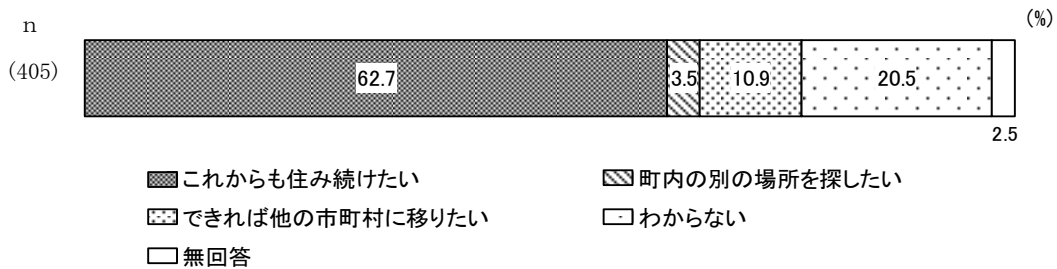 n
(%)
(405)
62.7
3.5
10.9
20.5
2.5
これからも住み続けたい
町内の別の場所を探したい
できれば他の市町村に移りたい
わからない
無回答